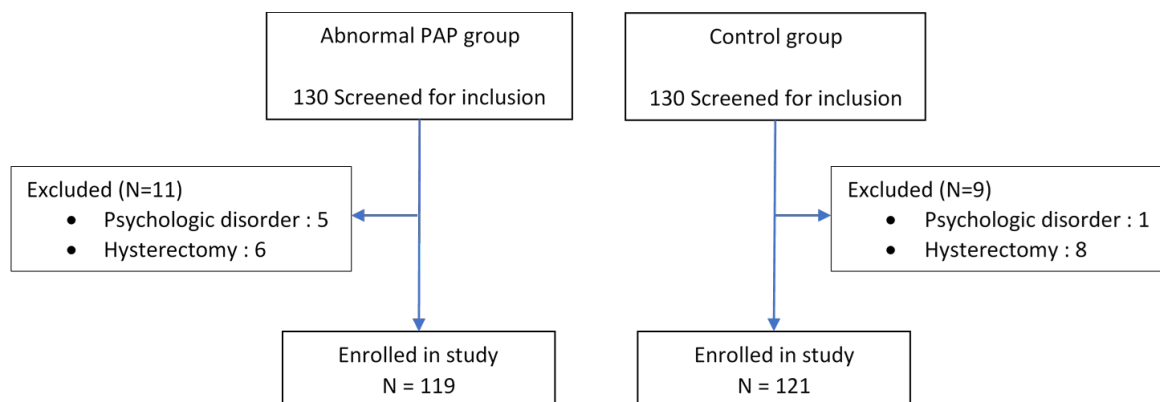 Abnormal PAP group
130 Screened for inclusion
Control group
130 Screened for inclusion
Excluded (N=11)
• Psychologic disorder : 5
• Hysterectomy : 6
Excluded (N=9)
• Psychologic disorder : 1
• Hysterectomy : 8
Enrolled in study
N = 119
Enrolled in study
N = 121